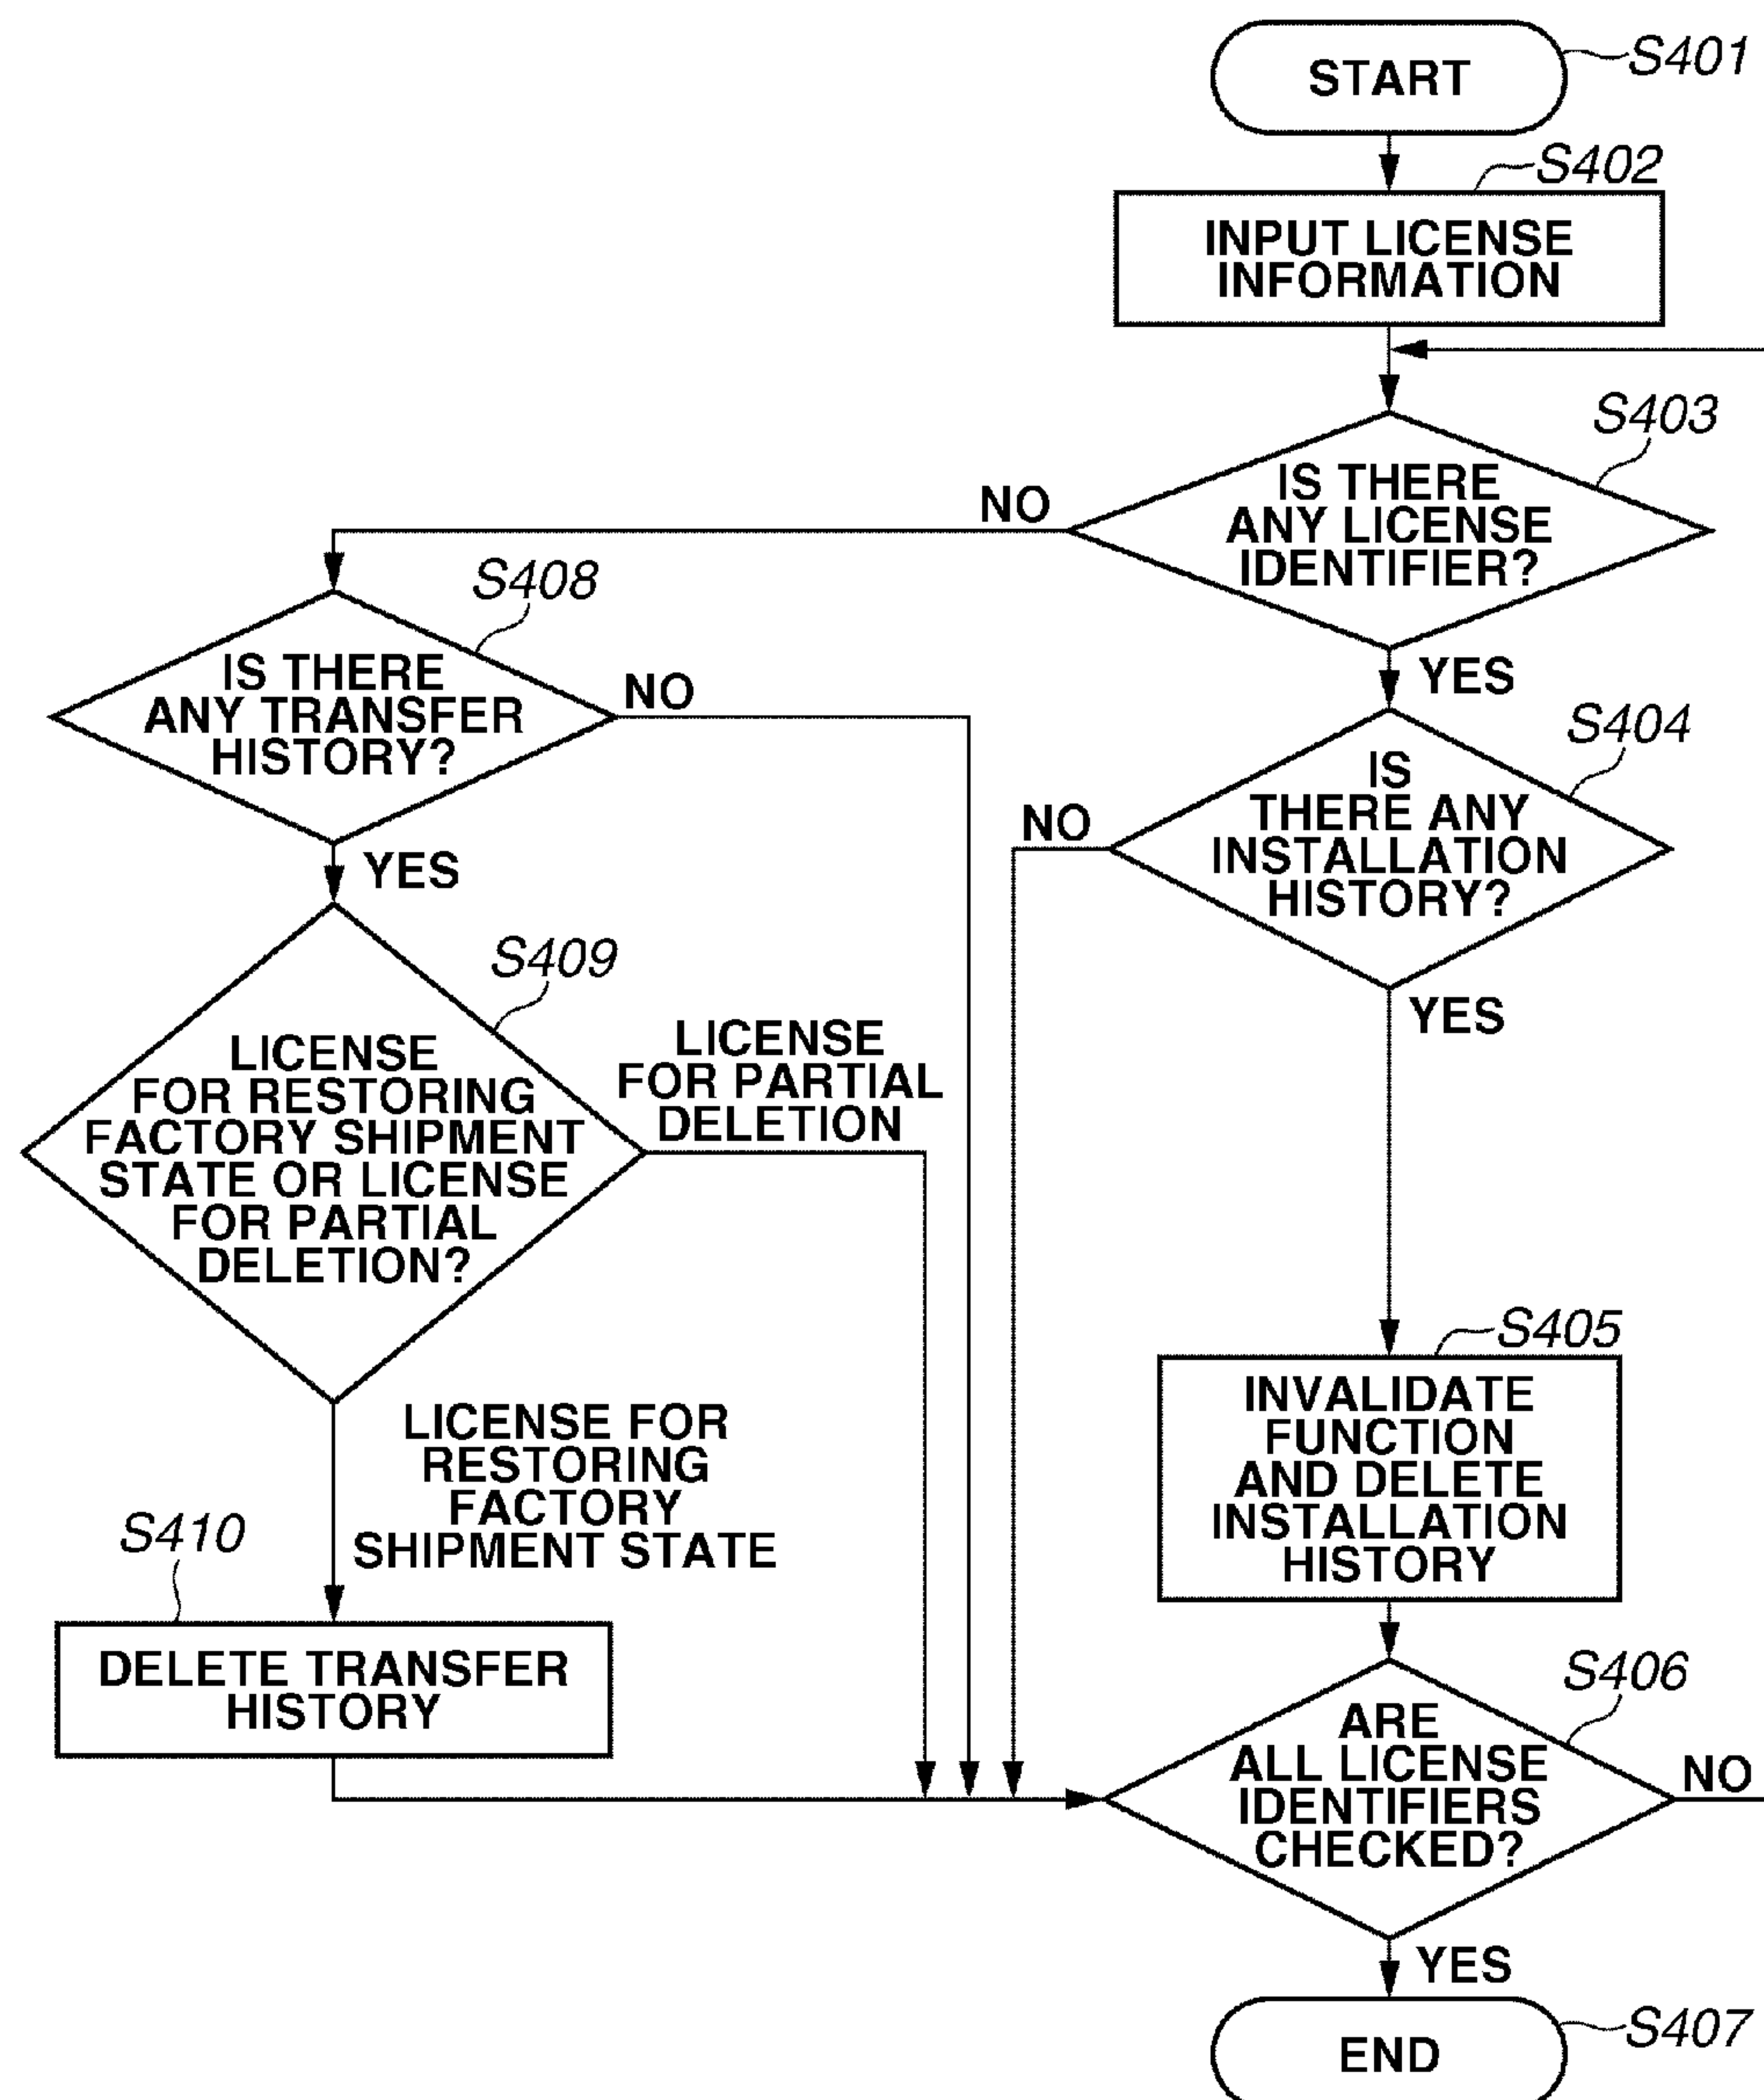 START
S401
S402
INPUT LICENSE
INFORMATION
S403
IS THERE
ANY LICENSE
IDENTIFIER?
NO
YES
S408
IS THERE
ANY TRANSFER
HISTORY?
NO
YES
S404
IS
THERE ANY
INSTALLATION
HISTORY?
NO
YES
S409
LICENSE
FOR RESTORING
FACTORY SHIPMENT
STATE OR LICENSE
FOR PARTIAL
DELETION?
LICENSE
FOR PARTIAL
DELETION
LICENSE FOR
RESTORING
FACTORY
SHIPMENT STATE
S405
INVALIDATE
FUNCTION
AND DELETE
INSTALLATION
HISTORY
S410
DELETE TRANSFER
HISTORY
S406
ARE
ALL LICENSE
IDENTIFIERS
CHECKED?
NO
YES
END
S407